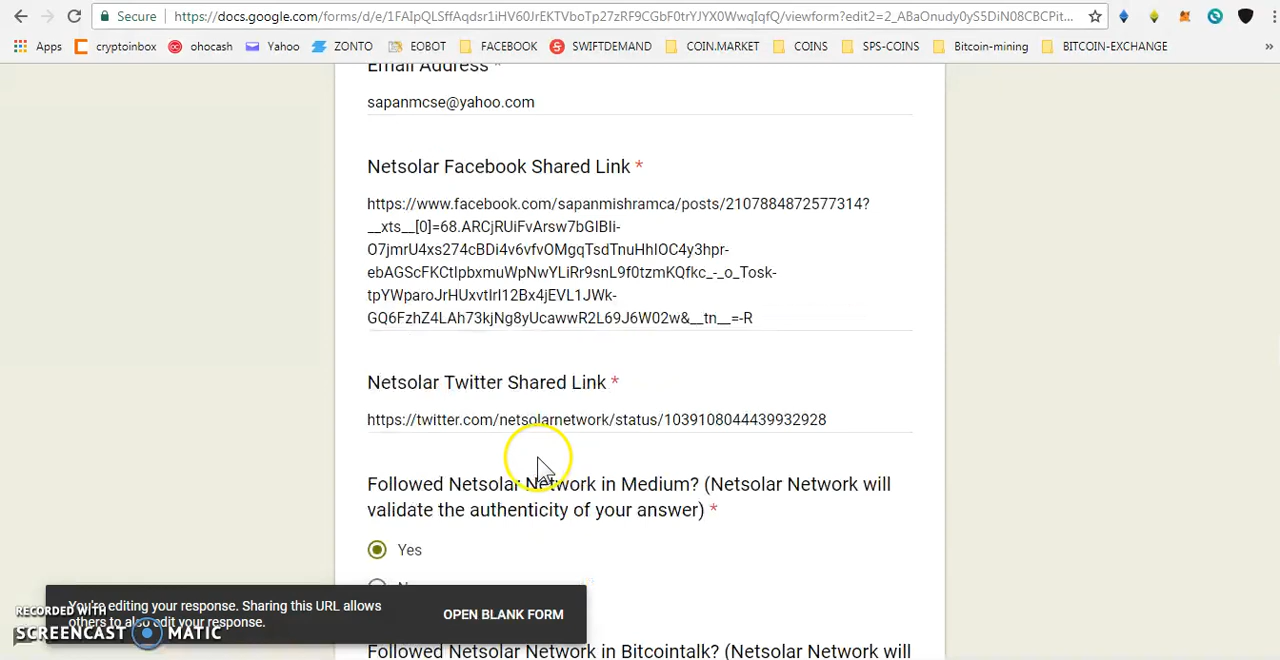 Secure
https://docs.google.com/forms/d/e/1FAIpQLSffAqdsr1iHV60JrEKTVboTp27zRF9CGbF0trYJYX0WwqIqfQ/viewform?edit2=2_ABaOnudy0yS5DiN08CBCPit...
Apps cryptoinbox ohocash Yahoo ZONTO EOBOT FACEBOOK SWIFTDEMAND COIN.MARKET COINS SPS-COINS Bitcoin-mining BITCOIN-EXCHANGE »
Email Address *
sapanmcse@yahoo.com
Netsolar Facebook Shared Link *
https://www.facebook.com/sapanmishramca/posts/2107884872577314?
__xts__[0]=68.ARCjRUiFvArsw7bGIBIi-
O7jmrU4xs274cBDi4v6vfvOMgqTsdTnuHhIOC4y3hpr-
ebAGScFKCtIpbxmuWpNwYLiRr9snL9f0tzmKQfkc_-_o_Tosk-
tpYWparoJrHUxvtIrI12Bx4jEVL1JWk-
GQ6FzhZ4LAh73kjNg8yUcawwR2L69J6W02w&__tn__=-R
Netsolar Twitter Shared Link *
https://twitter.com/netsolarnetwork/status/1039108044439932928
Followed Netsolar Network in Medium? (Netsolar Network will
validate the authenticity of your answer) *
Yes
You're editing your response. Sharing this URL allows
others to also edit your response.
OPEN BLANK FORM
RECORDED WITH
SCREENCAST MATIC
Followed Netsolar Network in Bitcointalk? (Netsolar Network will